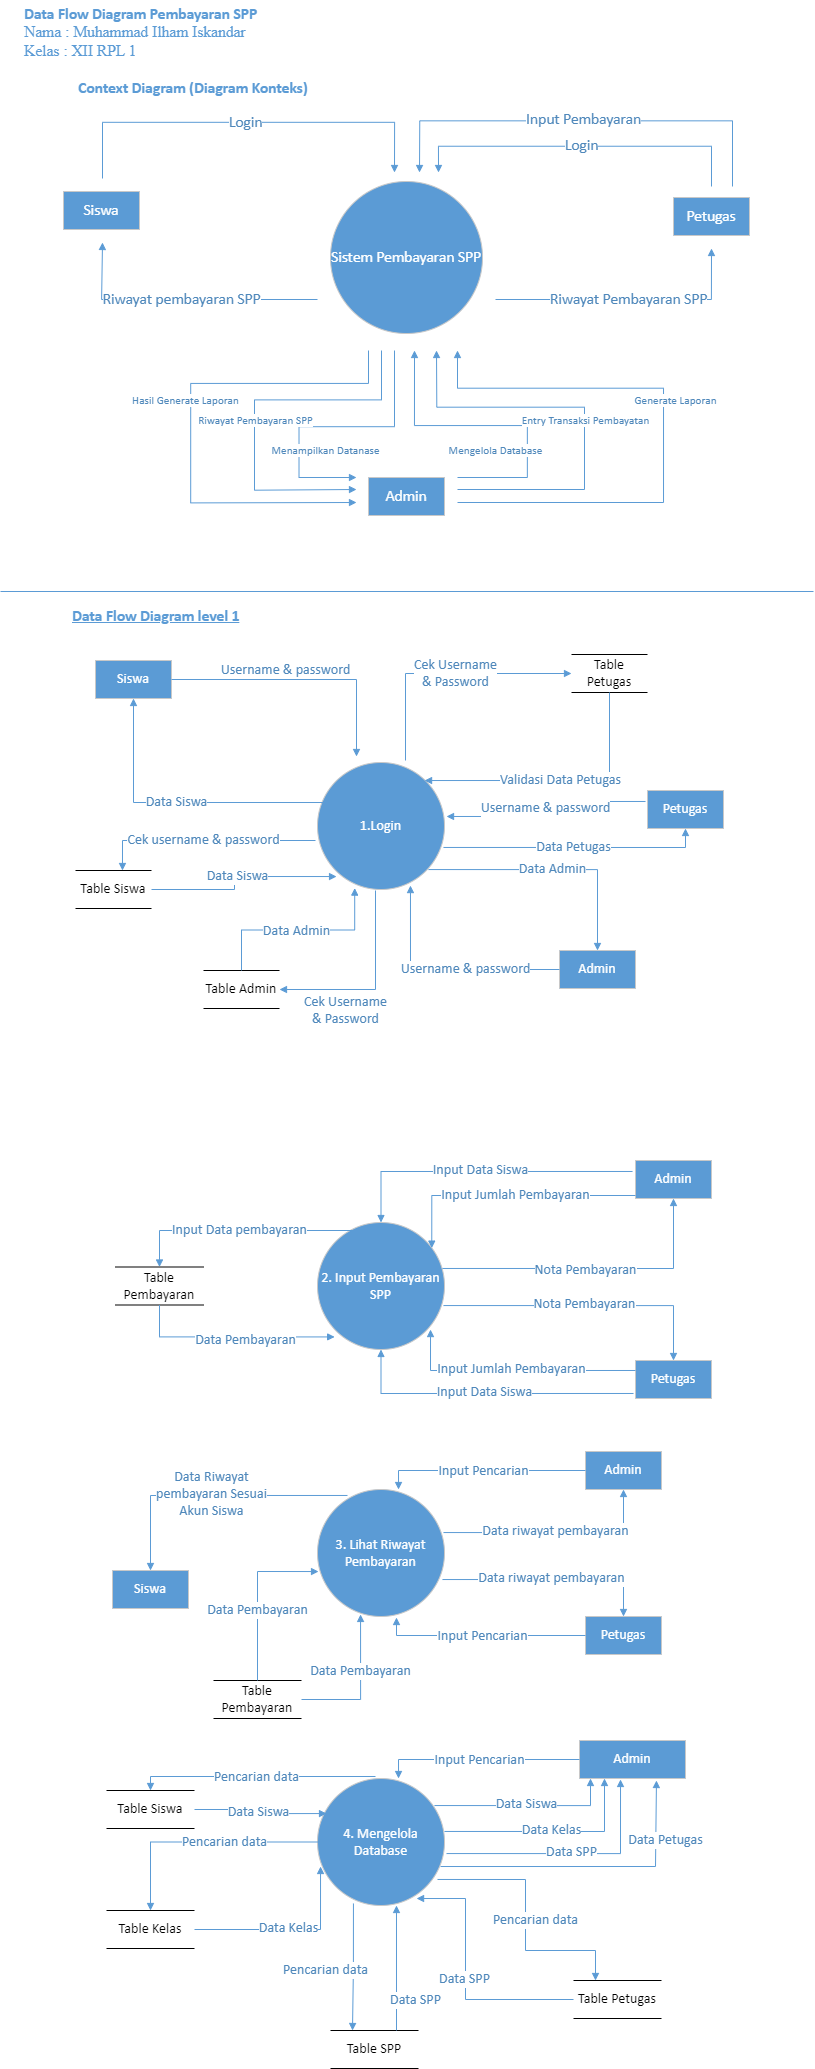 Data Flow Diagram Pembayaran SPP
Nama : Muhammad Ilham Iskandar
Kelas : XII RPL 1
Context Diagram (Diagram Konteks)
Login
Input Pembayaran
Login
Siswa
Petugas
Sistem Pembayaran SPP
Riwayat pembayaran SPP
Riwayat Pembayaran SPP
Hasil Generate Laporan
Generate Laporan
Riwayat Pembayaran SPP
Entry Transaksi Pembayatan
Menampilkan Datanase
Mengelola Database
Admin
Data Flow Diagram level 1
Siswa
Username & password
Cek Username
& Password
Table
Petugas
Validasi Data Petugas
Data Siswa
Username & password
Petugas
1.Login
Cek username & password
Data Petugas
Data Siswa
Data Admin
Table Siswa
Data Admin
Username & password
Admin
Table Admin
Cek Username
& Password
Input Data Siswa
Admin
Input Jumlah Pembayaran
Input Data pembayaran
Table
Pembayaran
2. Input Pembayaran
SPP
Nota Pembayaran
Nota Pembayaran
Data Pembayaran
Input Jumlah Pembayaran
Petugas
Input Data Siswa
Data Riwayat
pembayaran Sesuai
Akun Siswa
Input Pencarian
Admin
Data riwayat pembayaran
3. Lihat Riwayat
Pembayaran
Siswa
Data riwayat pembayaran
Data Pembayaran
Input Pencarian
Petugas
Data Pembayaran
Table
Pembayaran
Input Pencarian
Admin
Pencarian data
Table Siswa
Data Siswa
Data Siswa
Data Kelas
4. Mengelola
Database
Pencarian data
Data SPP
Data Petugas
Table Kelas
Data Kelas
Pencarian data
Pencarian data
Data SPP
Data SPP
Table Petugas
Table SPP